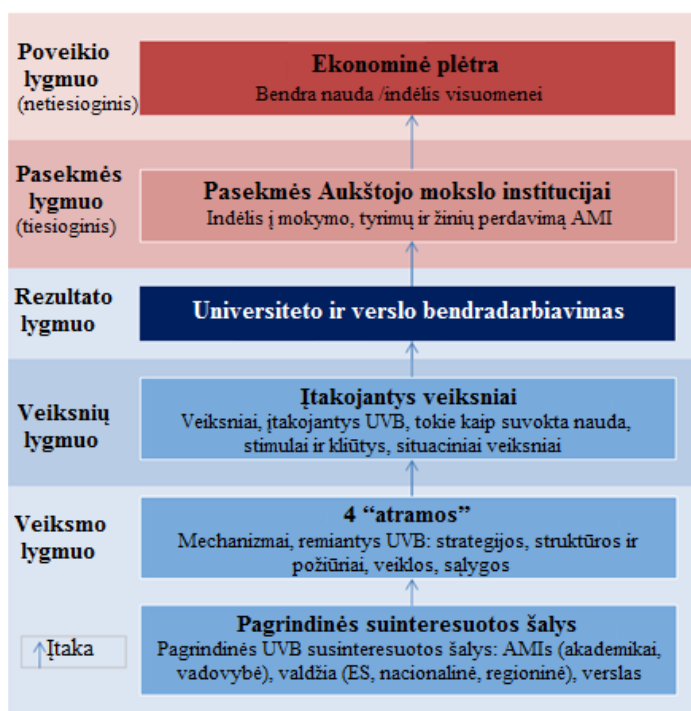 Poveikio
lygmuo
(netiesioginis)
Ekonominė plėtra
Bendra nauda /indėlis visuomenei
Pasekmės
lygmuo
(tiesioginis)
Pasekmės Aukštojo mokslo institucijai
Indėlis į mokymo, tyrimų ir žinių perdavimą AMI
Rezultato
lygmuo
Universiteto ir verslo bendradarbiavimas
Veiksnių
lygmuo
Įtakojantys veiksniai
Veiksniai, įtakojantys UVB, tokie kaip suvokta nauda,
stimulai ir kliūtys, situaciniai veiksniai
Veiksmo
lygmuo
4 “atramos”
Mechanizmai, remiantys UVB: strategijos, struktūros ir
požiūriai, veiklos, sąlygos
Įtaka
Pagrindinės suinteresuotos šalys
Pagrindinės UVB susinteresuotos šalys: AMIs (akademikai,
vadovybė), valdžia (ES, nacionalinė, regioninė), verslas